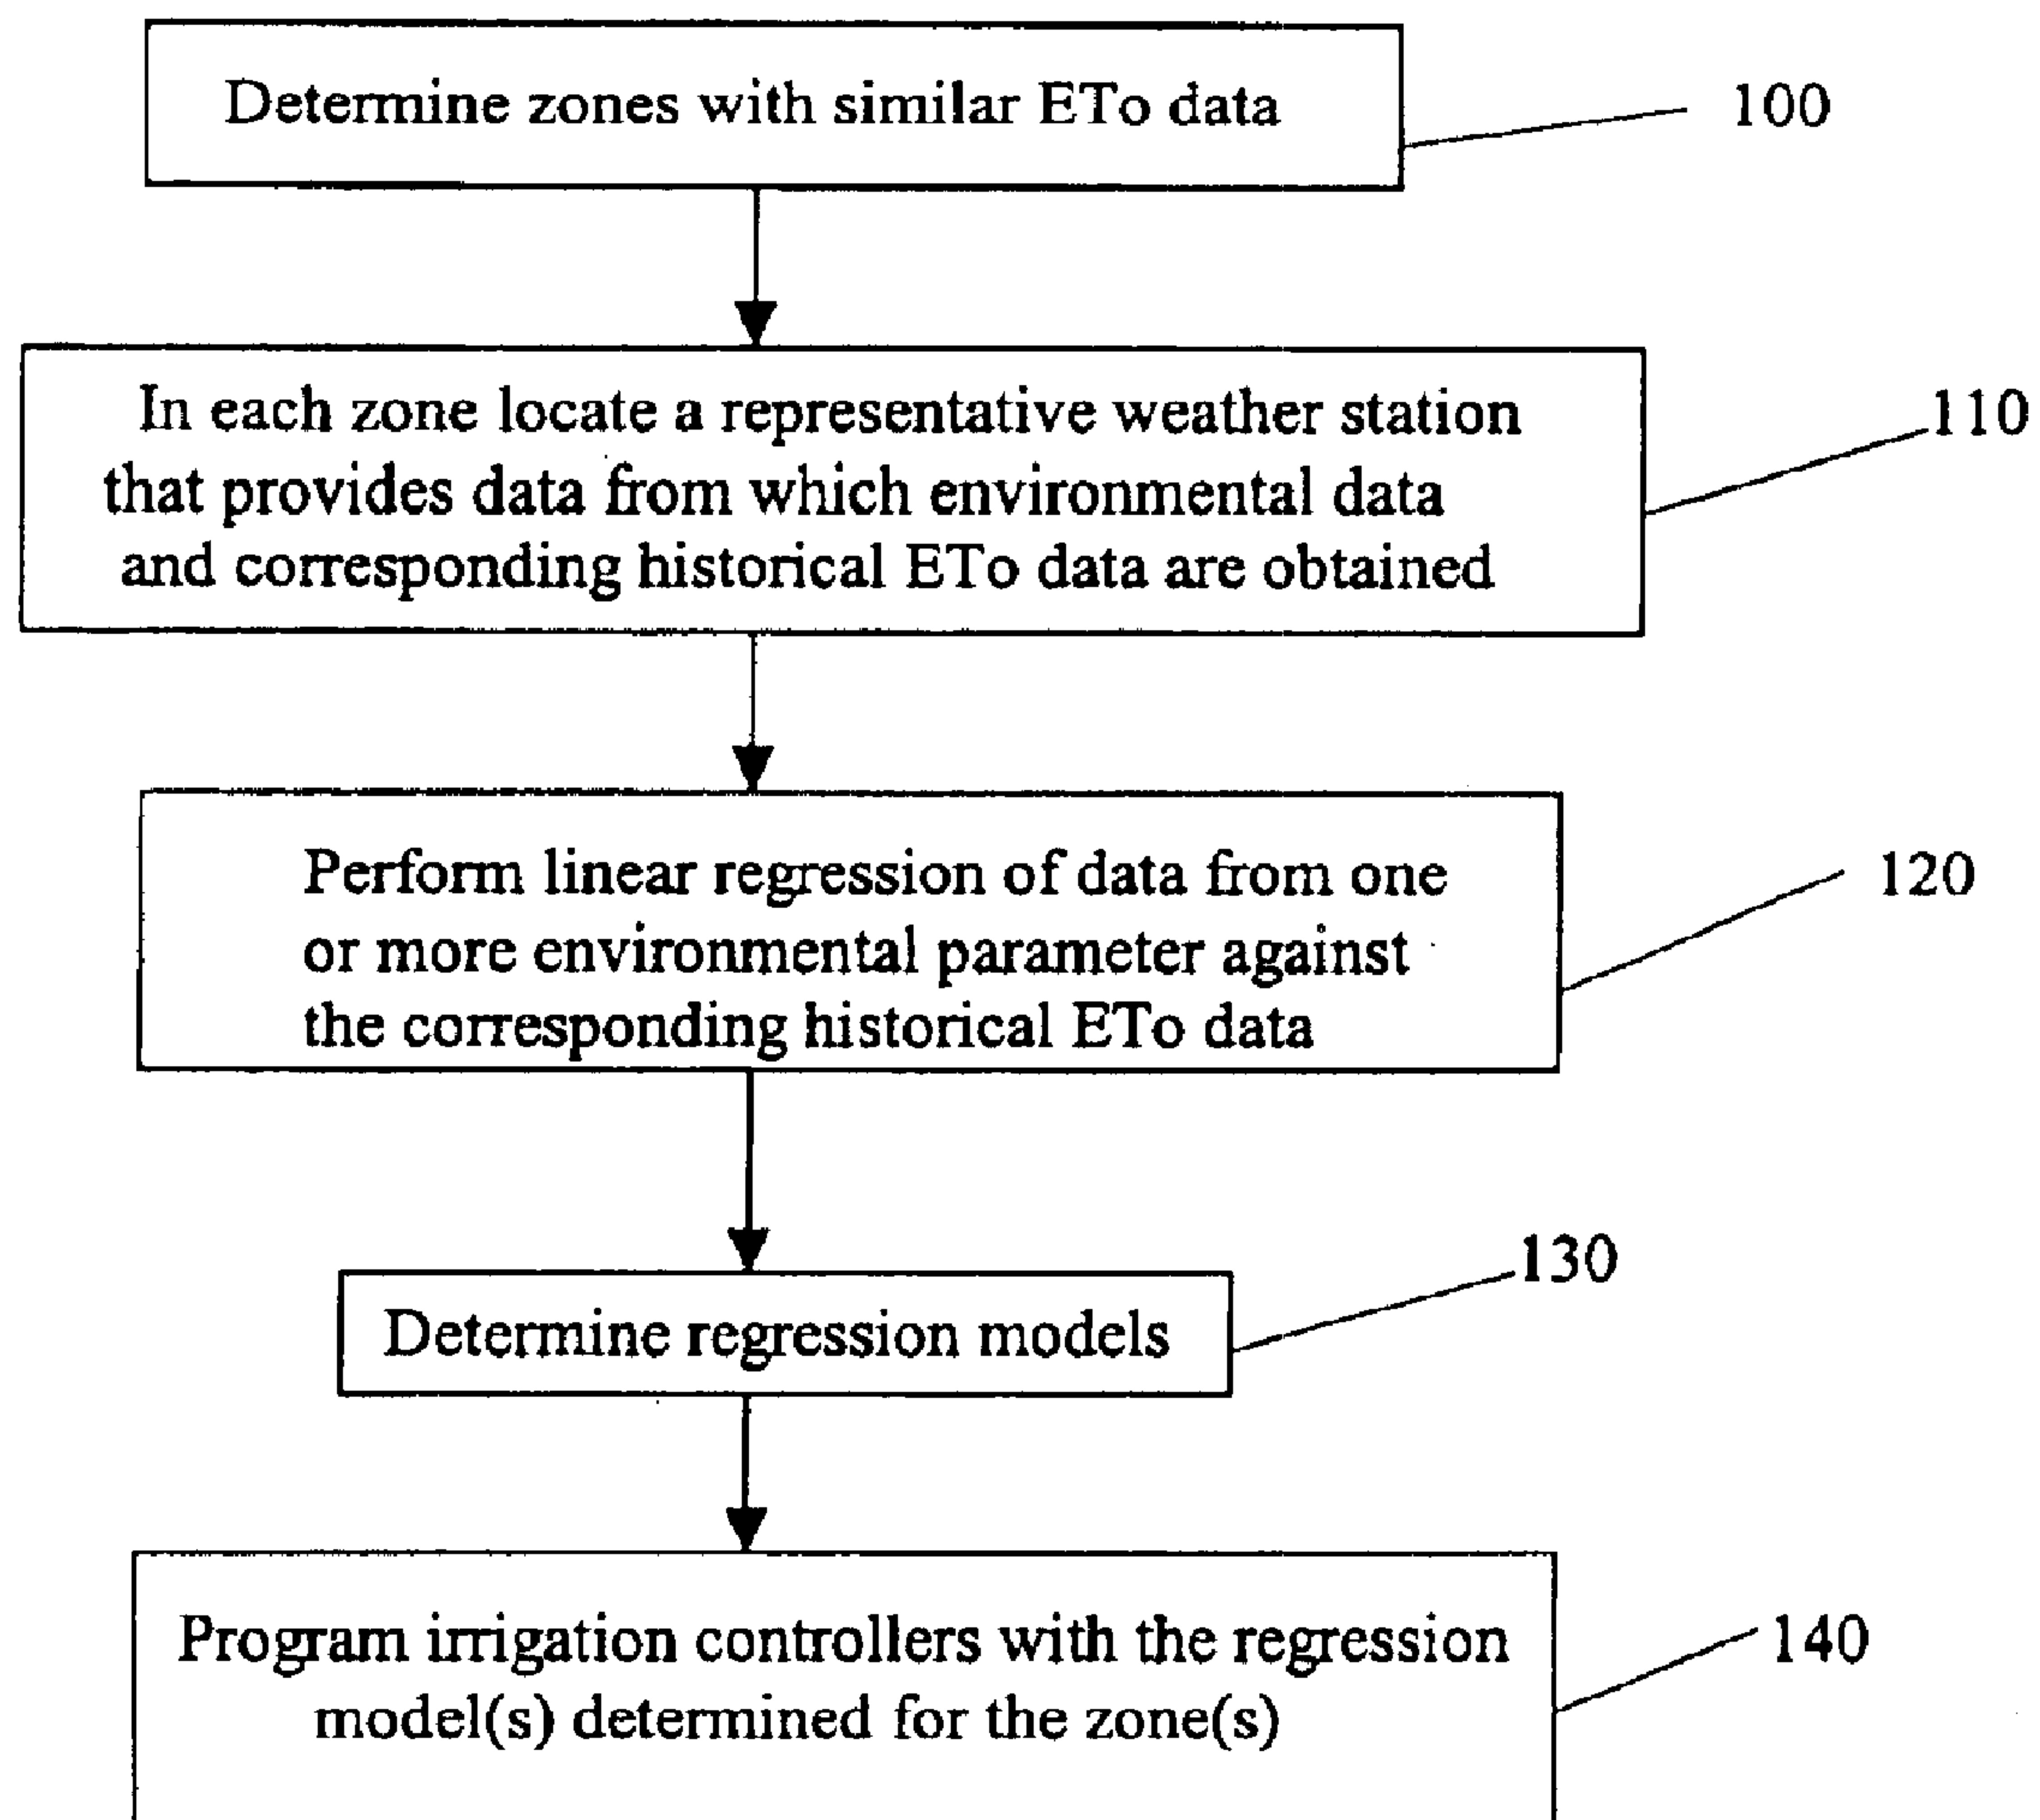 Determine zones with similar ETo data
100
In each zone locate a representative weather station
that provides data from which environmental data
and corresponding historical ETo data are obtained
110
Perform linear regression of data from one
or more environmental parameter against
the corresponding historical ETo data
120
Determine regression models
130
Program irrigation controllers with the regression
model(s) determined for the zone(s)
140